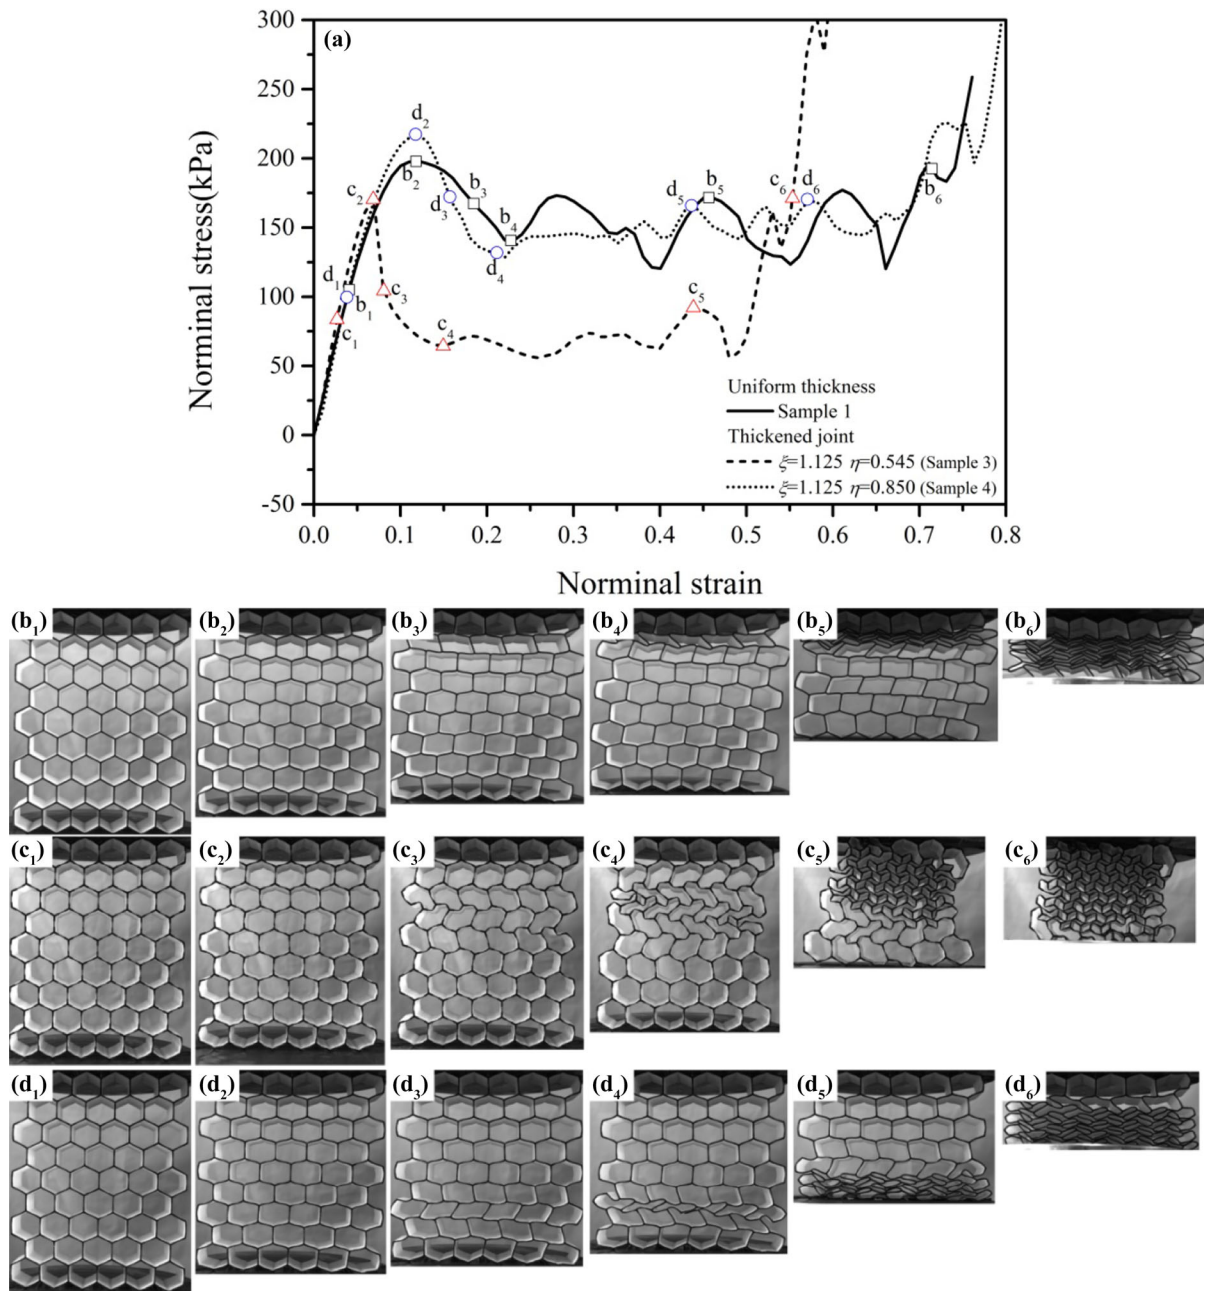 (a)
300
250
200
150
100
50
0
-50
Norminal stress(kPa)
0.0 0.1 0.2 0.3 0.4 0.5 0.6 0.7 0.8
Norminal strain
d1 b1 c1
c2 b2 d2
d3 b3 c3
b4 d4 c4
d5 b5 c5
c6 d6 b6
Uniform thickness
Sample 1
Thickened joint
ξ=1.125 η=0.545 (Sample 3)
ξ=1.125 η=0.850 (Sample 4)
(b1) (b2) (b3) (b4) (b5) (b6)
(c1) (c2) (c3) (c4) (c5) (c6)
(d1) (d2) (d3) (d4) (d5) (d6)